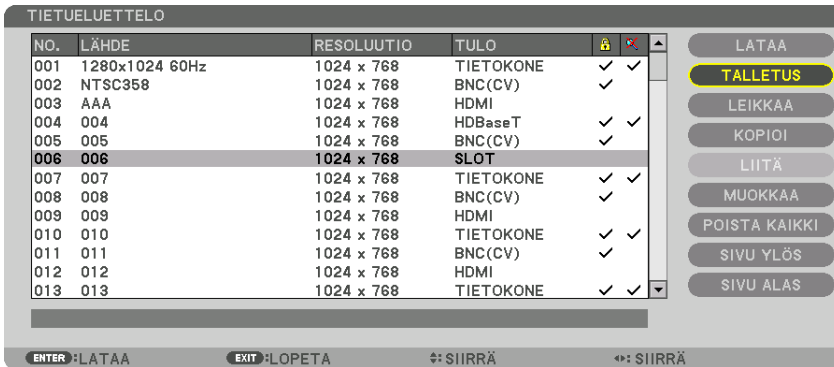 TIETUELUETTELO
NO. LÄHDE RESOLUUTIO TULO
001 1280x1024 60Hz 1024 x 768 TIETOKONE
002 NTSC358 1024 x 768 BNC(CV)
003 AAA 1024 x 768 HDMI
004 004 1024 x 768 HDBaseT
005 005 1024 x 768 BNC(CV)
006 006 1024 x 768 SLOT
007 007 1024 x 768 TIETOKONE
008 008 1024 x 768 BNC(CV)
009 009 1024 x 768 HDMI
010 010 1024 x 768 TIETOKONE
011 011 1024 x 768 BNC(CV)
012 012 1024 x 768 HDMI
013 013 1024 x 768 TIETOKONE
LATAA
TALLETUS
LEIKKAA
KOPIOI
LIITÄ
MUOKKAA
POISTA KAIKKI
SIVU YLÖS
SIVU ALAS
ENTER :LATAA EXIT :LOPETA :SIIRRÄ :SIIRRÄ